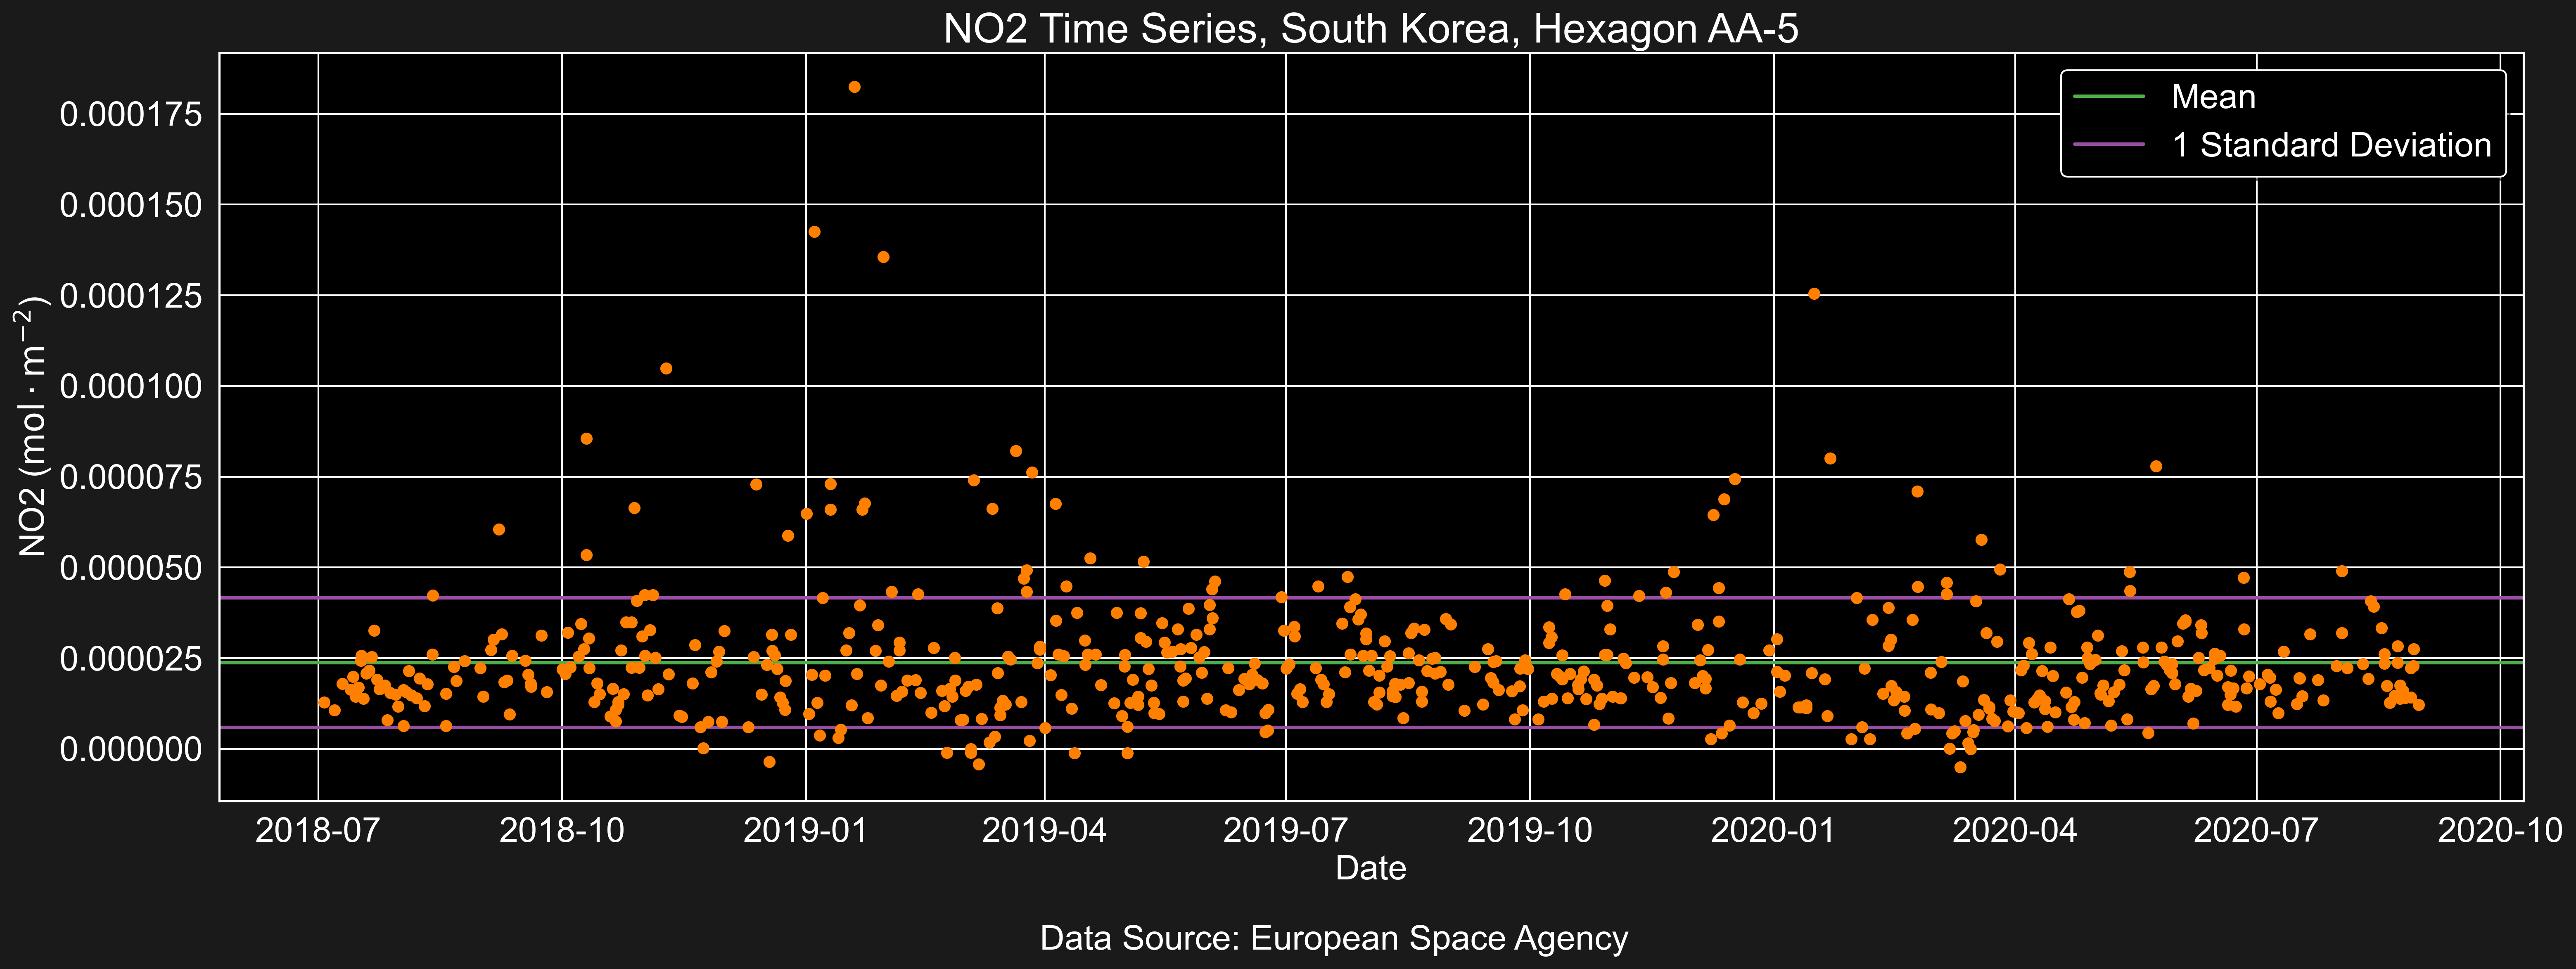 NO2 Time Series, South Korea, Hexagon AA-5
Mean
1 Standard Deviation
NO2 (mol · m⁻²)
0.000175
0.000150
0.000125
0.000100
0.000075
0.000050
0.000025
0.000000
2018-07 2018-10 2019-01 2019-04 2019-07 2019-10 2020-01 2020-04 2020-07 2020-10
Date
Data Source: European Space Agency